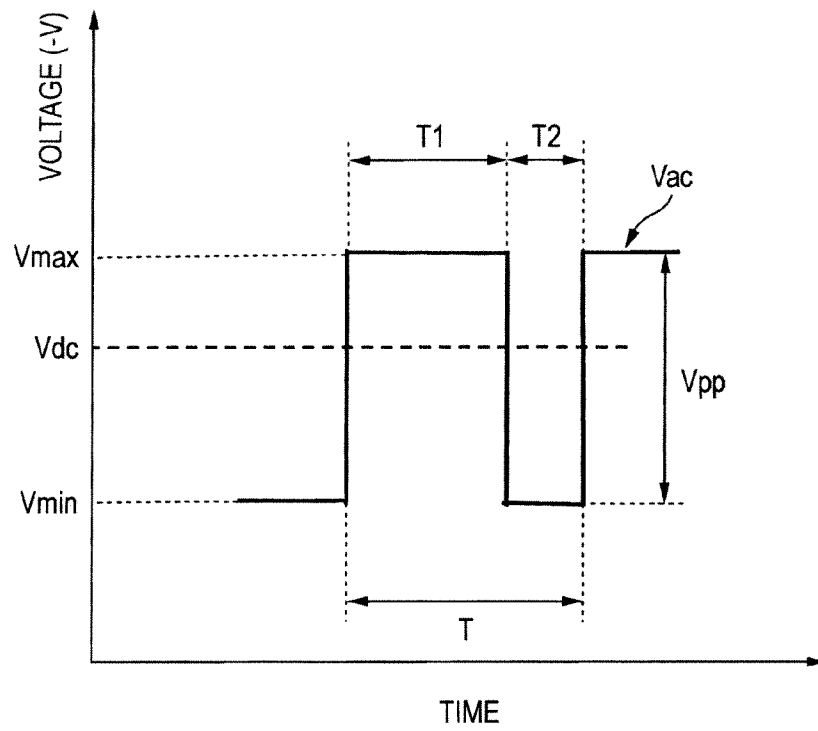 VOLTAGE (-V)
T1
T2
Vac
Vmax
Vdc
Vpp
Vmin
T
TIME